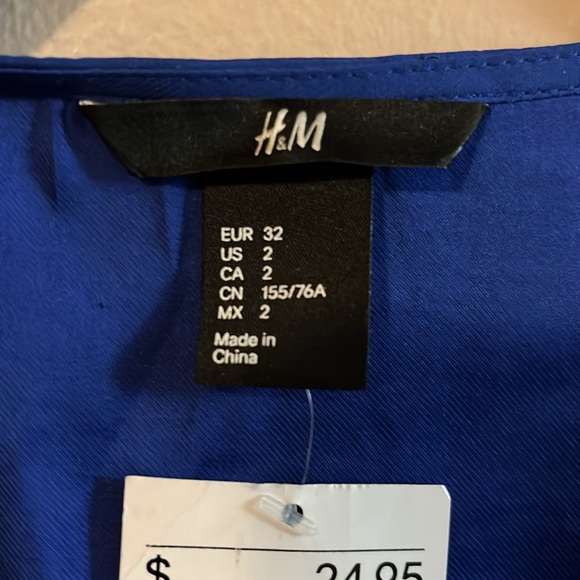 H&M
EUR 32
US 2
CA 2
CN 155/76A
MX 2
Made in
China
$ 24.95